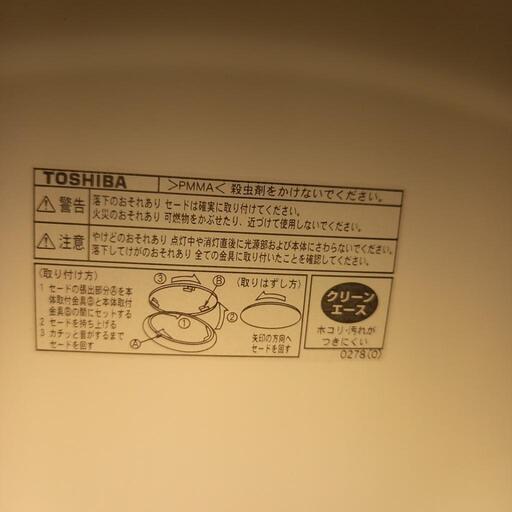 TOSHIBA >PMMA< 殺虫剤をかけないでください。
⚠警告 落下のおそれあり セードは確実に取り付けてください。
火災のおそれあり 可燃物をかぶせたり、近づけて使用しないでください。
⚠注意 やけどのおそれあり 点灯中や消灯直後に光源部および本体にさわらないでください。
落下してけがのおそれあり 全ての金具に取り付いたことを確認してください。
(取り付け方)
1 セードの張出部分Ⓐを本
体取付金具Ⓑと本体取付
金具Ⓑの間にセットする
2 セードを持ち上げる
3 カチッと音がするまで
セードを回す
③ Ⓑ ① Ⓐ
(取りはずし方)
②
矢印の方向へ
セードを回す
クリーン
エース
ホコリ・汚れが
つきにくい
0278(O)